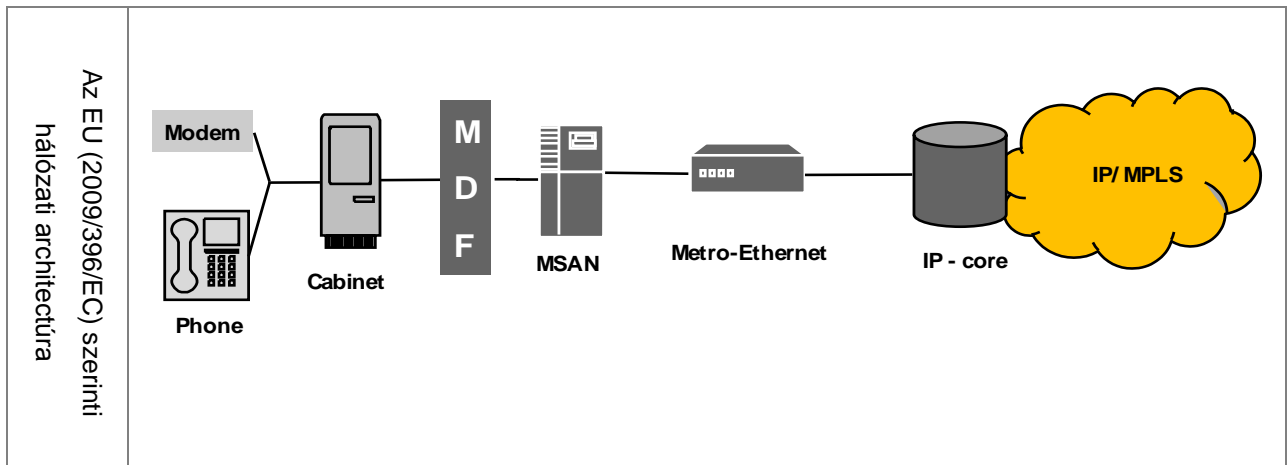 Az EU (2009/396/EC) szerinti
hálózati architectúra
Modem
Phone
Cabinet
M
D
F
MSAN
Metro-Ethernet
IP - core
IP/ MPLS